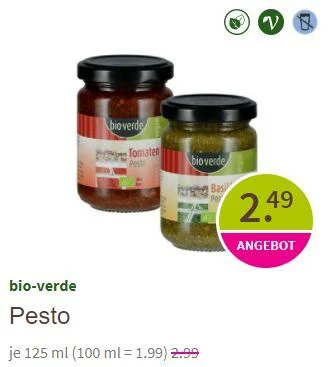 bio-verde
Tomaten
Pesto
bio-verde
2.49
ANGEBOT
bio-verde
Pesto
je 125 ml (100 ml = 1.99) 2.99